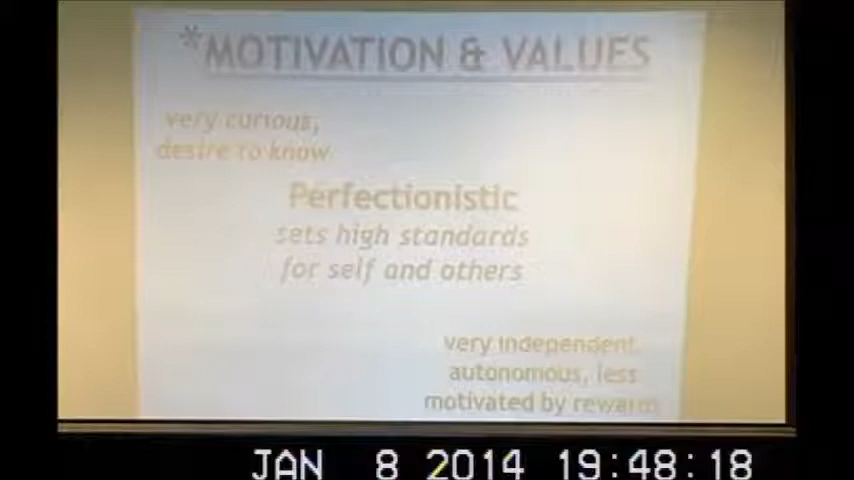 *MOTIVATION & VALUES
very curious,
desire to know
Perfectionistic
sets high standards
for self and others
very independent,
autonomous, less
motivated by rewards
JAN 8 2014 19:48:18